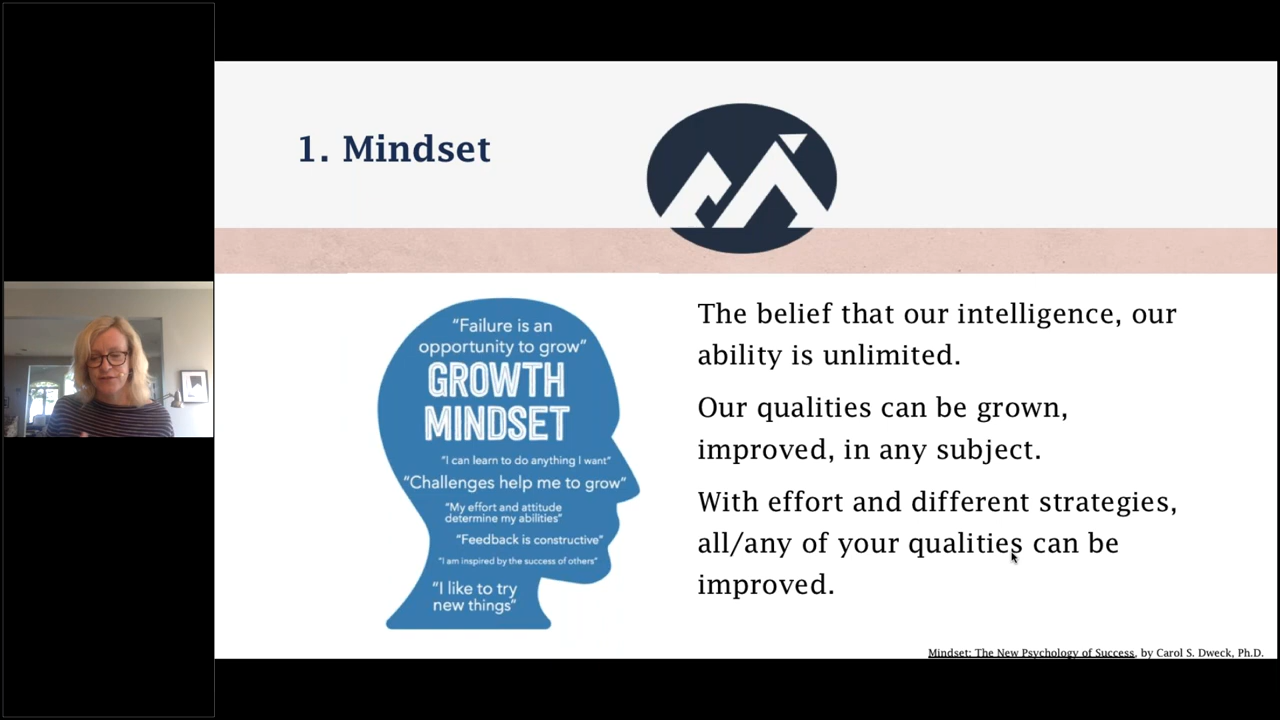 1. Mindset
“Failure is an
opportunity to grow”
GROWTH
MINDSET
“I can learn to do anything I want”
“Challenges help me to grow”
“My effort and attitude
determine my abilities”
“Feedback is constructive”
“I am inspired by the success of others”
“I like to try
new things”
The belief that our intelligence, our
ability is unlimited.
Our qualities can be grown,
improved, in any subject.
With effort and different strategies,
all/any of your qualities can be
improved.
Mindset: The New Psychology of Success, by Carol S. Dweck, Ph.D.